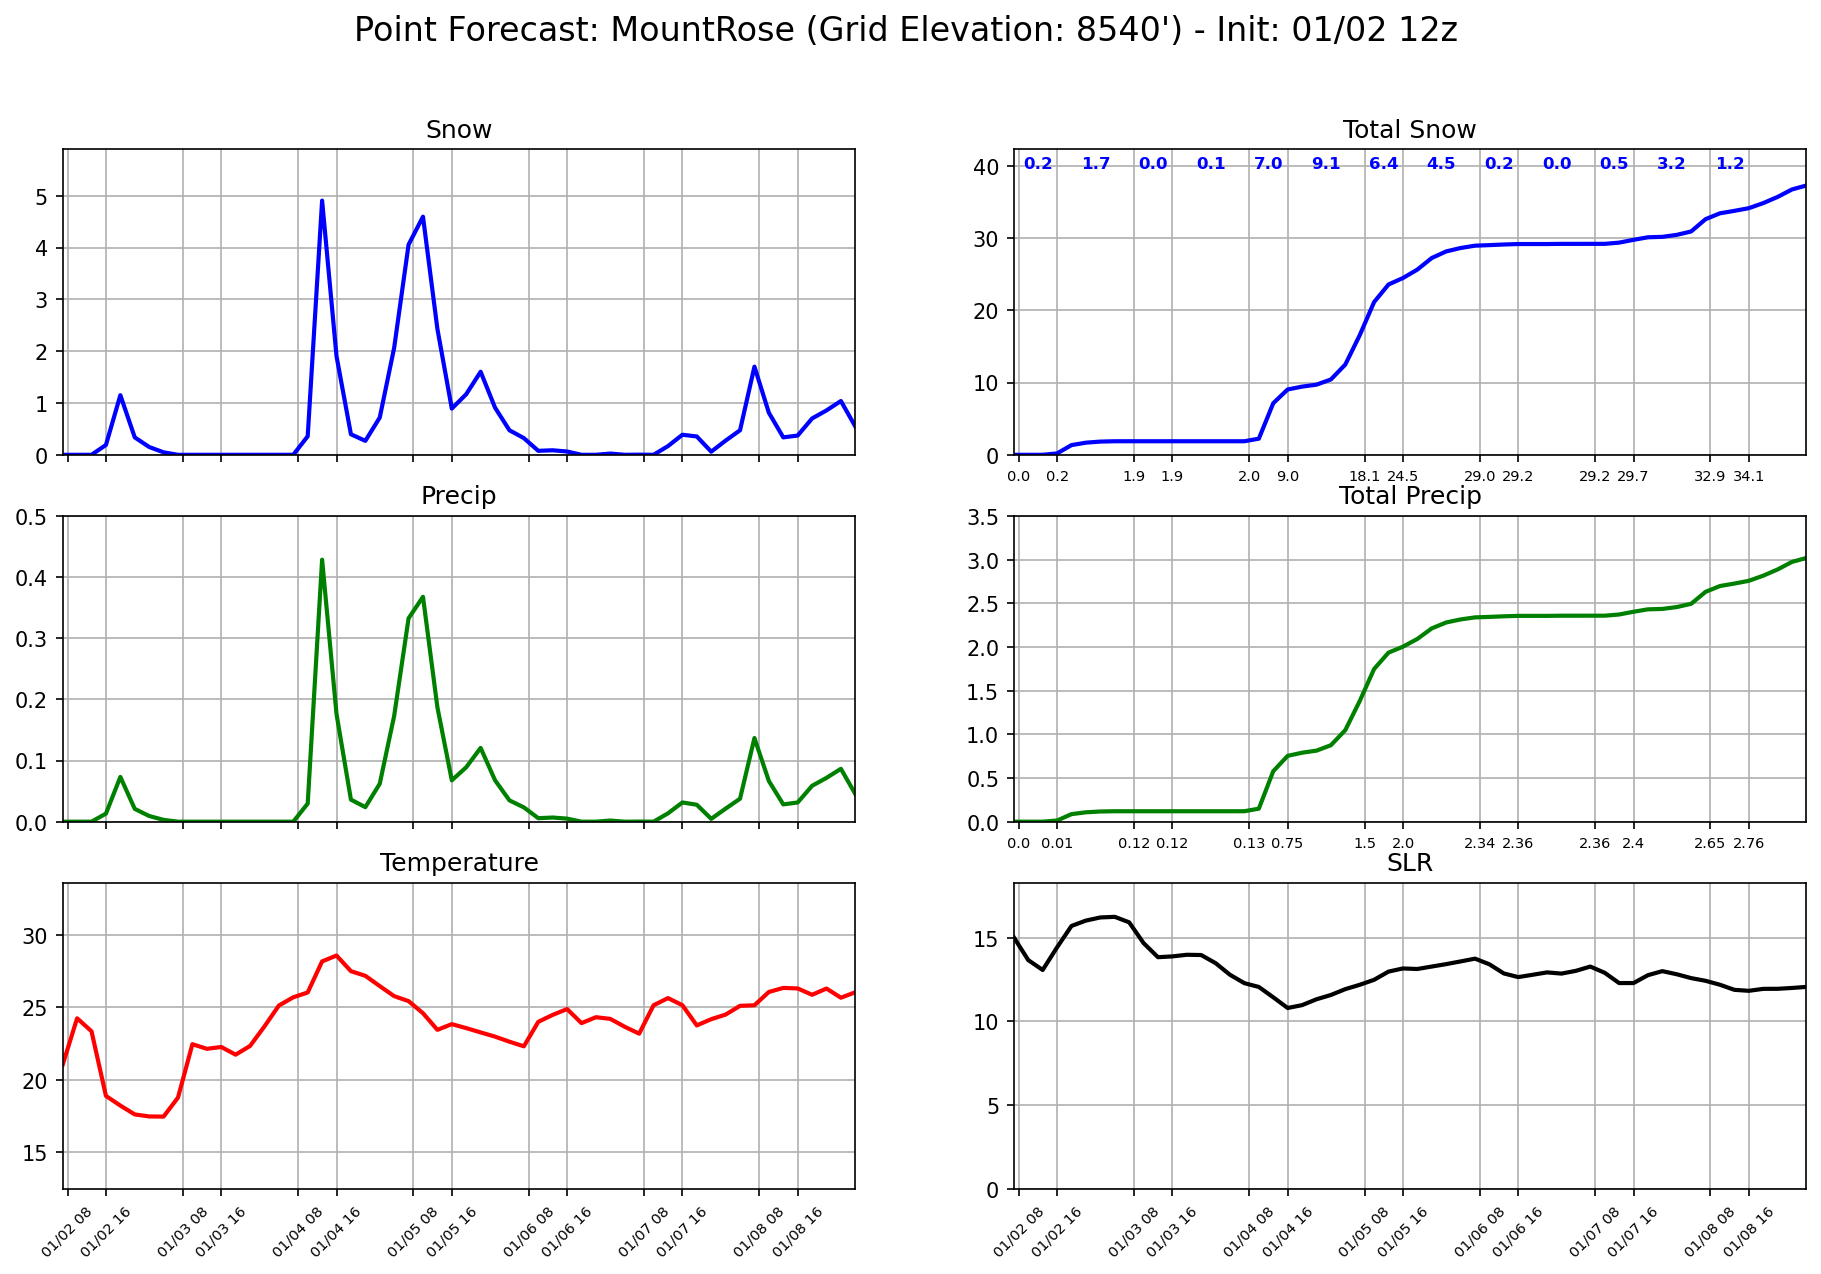 Point Forecast: MountRose (Grid Elevation: 8540') - Init: 01/02 12z
Snow
5
4
3
2
1
0
Total Snow
0.2 1.7 0.0 0.1 7.0 9.1 6.4 4.5 0.2 0.0 0.5 3.2 1.2
40
30
20
10
0
0.0 0.2 1.9 1.9 2.0 9.0 18.1 24.5 29.0 29.2 29.2 29.7 32.9 34.1
Precip
0.5
0.4
0.3
0.2
0.1
0.0
Total Precip
3.5
3.0
2.5
2.0
1.5
1.0
0.5
0.0
0.0 0.01 0.12 0.12 0.13 0.75 1.5 2.0 2.34 2.36 2.36 2.4 2.65 2.76
Temperature
30
25
20
15
01/02 08 01/02 16 01/03 08 01/03 16 01/04 08 01/04 16 01/05 08 01/05 16 01/06 08 01/06 16 01/07 08 01/07 16 01/08 08 01/08 16
SLR
15
10
5
0
01/02 08 01/02 16 01/03 08 01/03 16 01/04 08 01/04 16 01/05 08 01/05 16 01/06 08 01/06 16 01/07 08 01/07 16 01/08 08 01/08 16